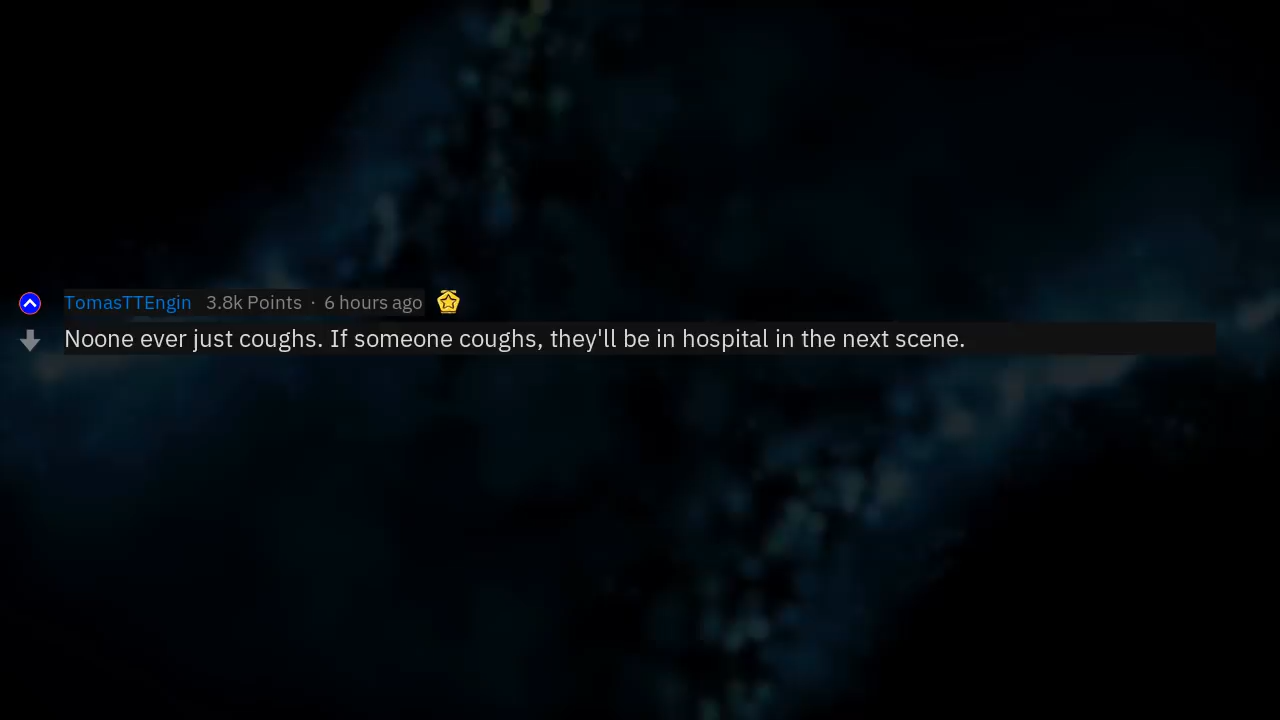 TomasTTEngin 3.8k Points · 6 hours ago
Noone ever just coughs. If someone coughs, they'll be in hospital in the next scene.